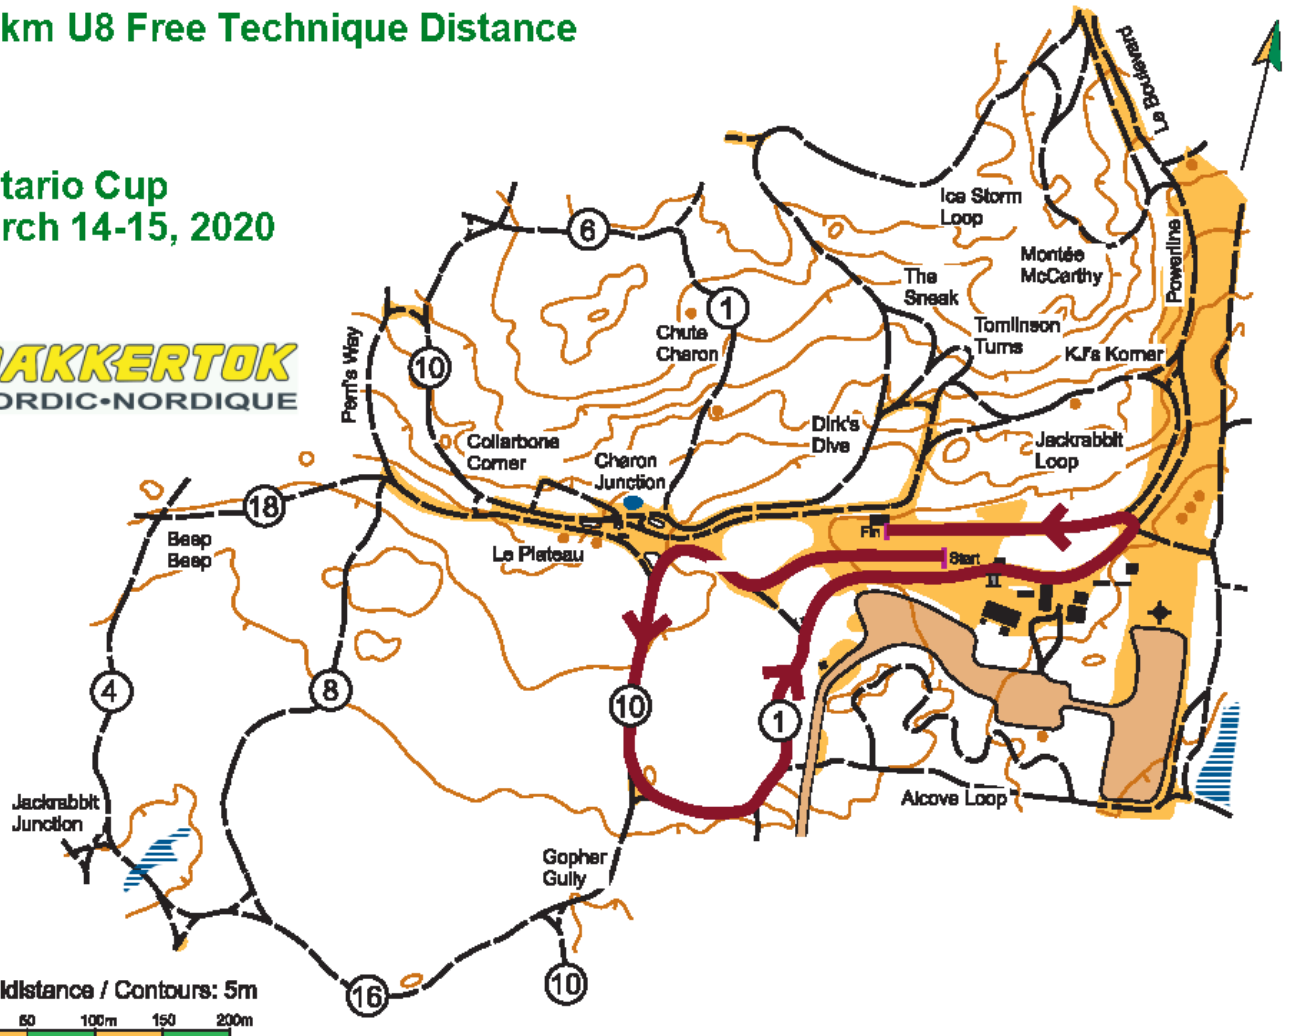 km U8 Free Technique Distance
tario Cup
rch 14-15, 2020
AKKERTOK
ORDIC•NORDIQUE
Le Boulevard
Ice Storm
Loop
Montée
McCarthy
Powerline
The
Sneak
Tomlinson
Turns
KJ's Korner
6
1
Chute
Charon
Perri's Way
10
Collarbone
Corner
Charon
Junction
Dirk's
Dive
Jackrabbit
Loop
18
Beep
Beep
Le Plateau
Fin
Start
4
8
10
1
Jackrabbit
Junction
Alcove Loop
Gopher
Gully
10
16
idistance / Contours: 5m
50 100m 150 200m